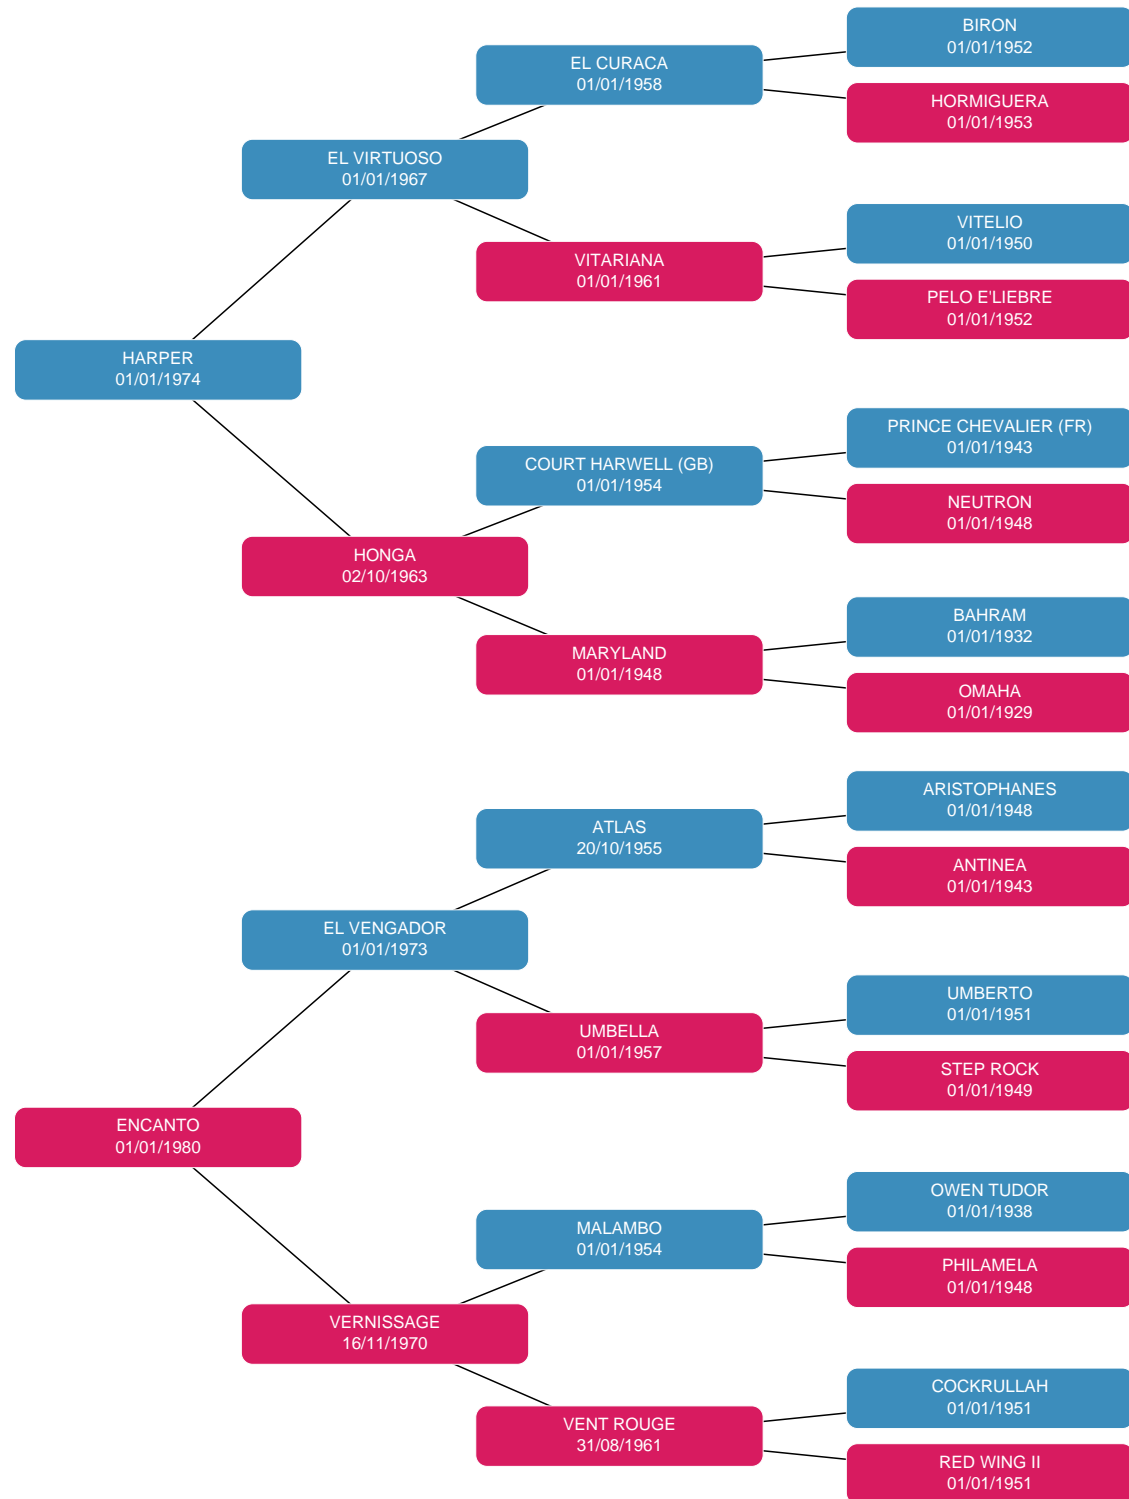 BIRON
01/01/1952
EL CURACA
01/01/1958
HORMIGUERA
01/01/1953
EL VIRTUOSO
01/01/1967
VITELIO
01/01/1950
VITARIANA
01/01/1961
PELO E'LIEBRE
01/01/1952
HARPER
01/01/1974
PRINCE CHEVALIER (FR)
01/01/1943
COURT HARWELL (GB)
01/01/1954
NEUTRON
01/01/1948
HONGA
02/10/1963
BAHRAM
01/01/1932
MARYLAND
01/01/1948
OMAHA
01/01/1929
ARISTOPHANES
01/01/1948
ATLAS
20/10/1955
ANTINEA
01/01/1943
EL VENGADOR
01/01/1973
UMBERTO
01/01/1951
UMBELLA
01/01/1957
STEP ROCK
01/01/1949
ENCANTO
01/01/1980
OWEN TUDOR
01/01/1938
MALAMBO
01/01/1954
PHILAMELA
01/01/1948
VERNISSAGE
16/11/1970
COCKRULLAH
01/01/1951
VENT ROUGE
31/08/1961
RED WING II
01/01/1951